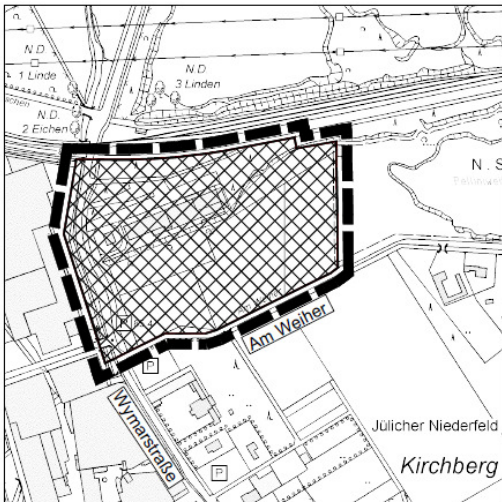 N.D.
1 Linde
N.D.
3 Linden
N.D.
2 Eichen
N. S
Am Weiher
P
Wymarstraße
P
Jülicher Niederfeld
Kirchberg